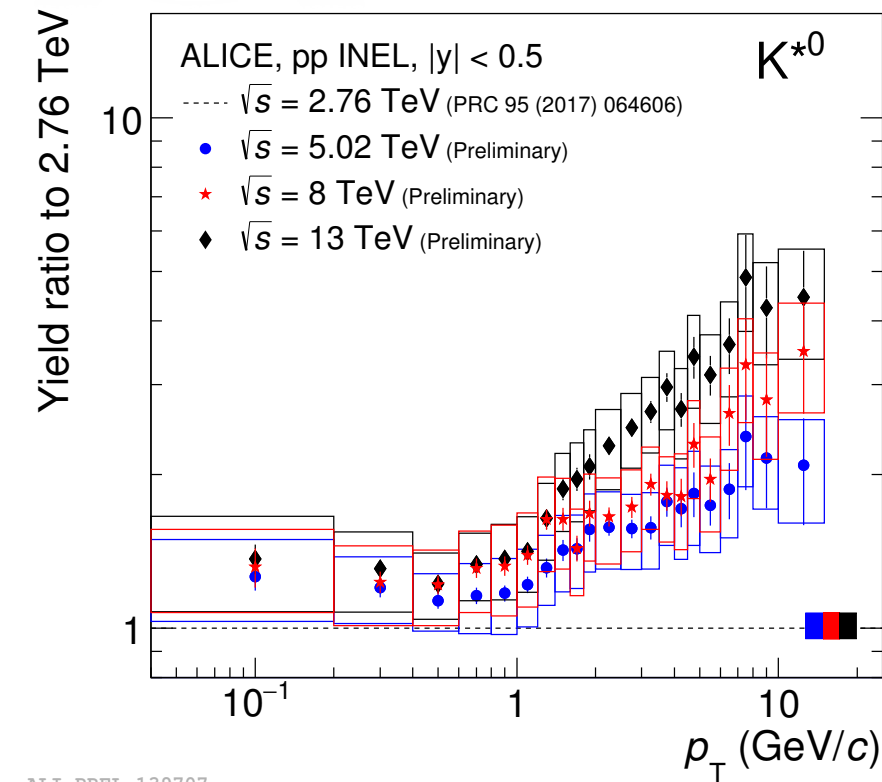 Yield ratio to 2.76 TeV
ALICE, pp INEL, |y| < 0.5
K*0
√s = 2.76 TeV (PRC 95 (2017) 064606)
√s = 5.02 TeV (Preliminary)
√s = 8 TeV (Preliminary)
√s = 13 TeV (Preliminary)
10
1
10−1
1
10
pT (GeV/c)